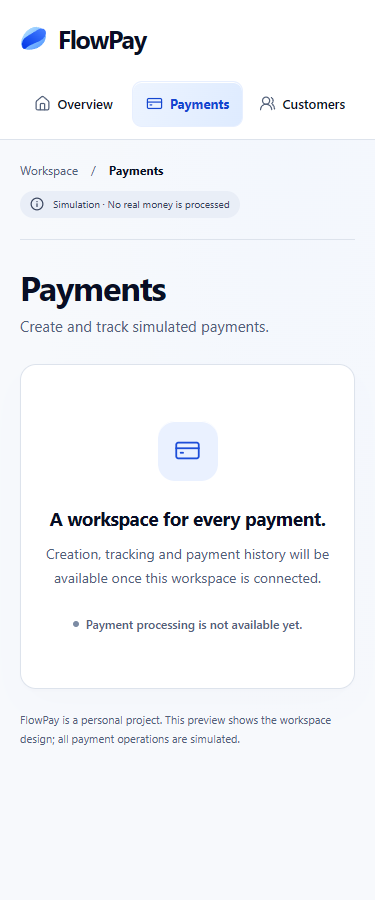 FlowPay
Overview
Payments
Customers
Workspace / Payments
Simulation · No real money is processed
Payments
Create and track simulated payments.
A workspace for every payment.
Creation, tracking and payment history will be
available once this workspace is connected.
Payment processing is not available yet.
FlowPay is a personal project. This preview shows the workspace
design; all payment operations are simulated.